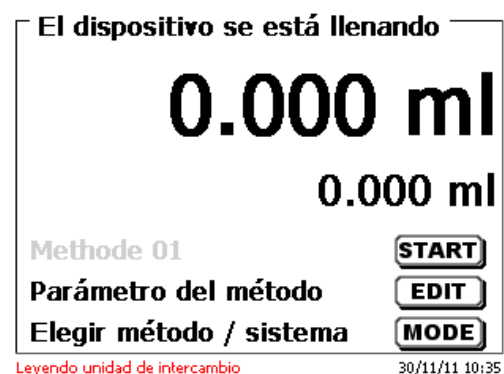 El dispositivo se está llenando
0.000 ml
0.000 ml
Methode 01 START
Parámetro del método EDIT
Elegir método / sistema MODE
Leyendo unidad de intercambio 30/11/11 10:35